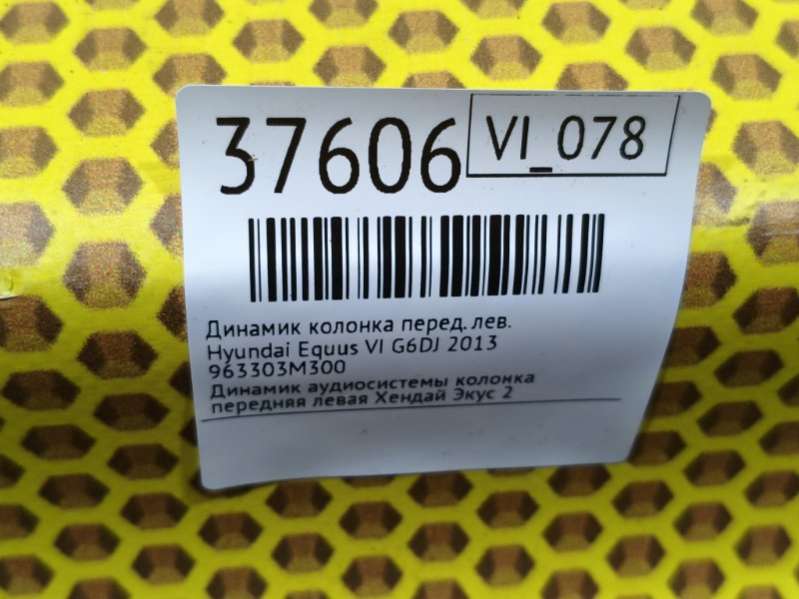 37606
VI_078
Динамик колонка перед. лев.
Hyundai Equus VI G6DJ 2013
963303M300
Динамик аудиосистемы колонка
передняя левая Хендай Экус 2